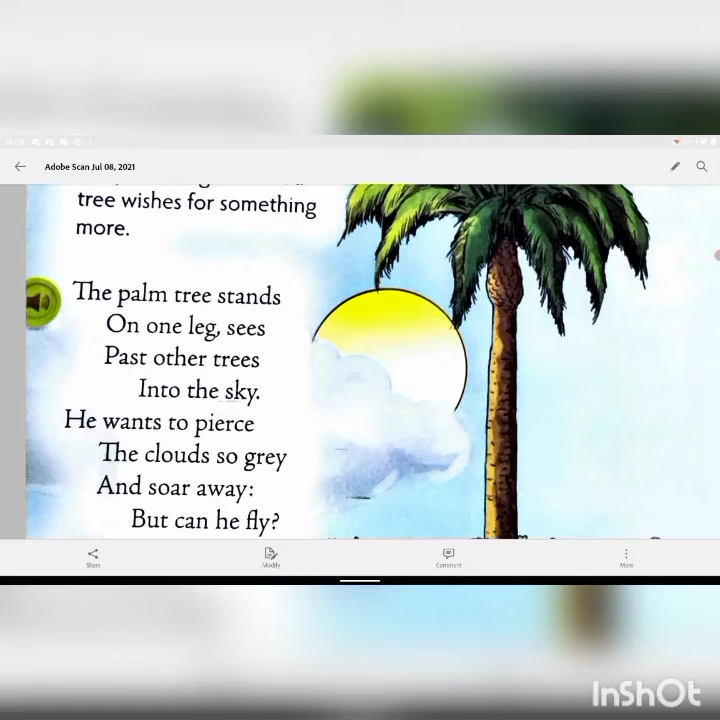 Adobe Scan Jul 08, 2021
tree wishes for something
more.
The palm tree stands
On one leg, sees
Past other trees
Into the sky.
He wants to pierce
The clouds so grey
And soar away:
But can he fly?
Share
Modify
Comment
More
InShOt